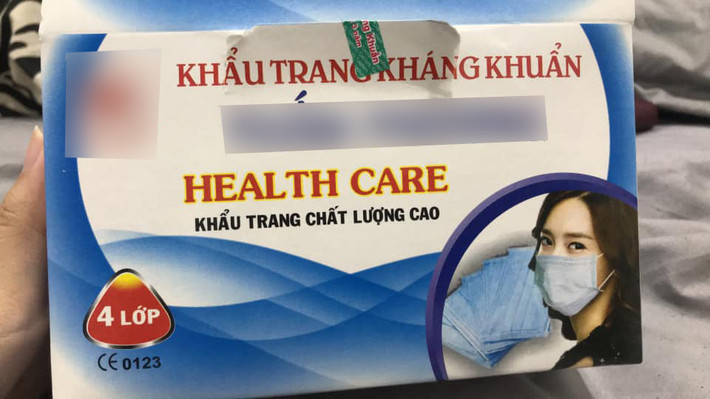 KHẨU TRANG KHÁNG KHUẨN
HEALTH CARE
KHẨU TRANG CHẤT LƯỢNG CAO
4 LỚP
CE 0123